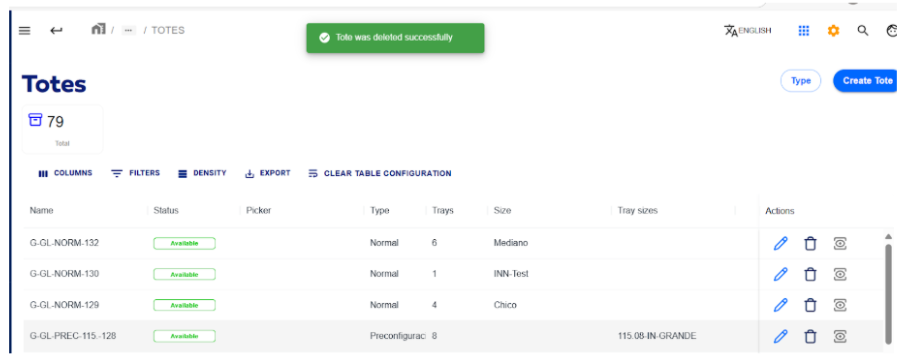 / ... / TOTES
Tote was deleted successfully
ENGLISH
Totes
Type
Create Tote
79
Total
COLUMNS FILTERS DENSITY EXPORT CLEAR TABLE CONFIGURATION
Name Status Picker Type Trays Size Tray sizes Actions
G-GL-NORM-132 Available Normal 6 Mediano
G-GL-NORM-130 Available Normal 1 INN-Test
G-GL-NORM-129 Available Normal 4 Chico
G-GL-PREC-115.-128 Available Preconfigurac 8 115.08-IN-GRANDE